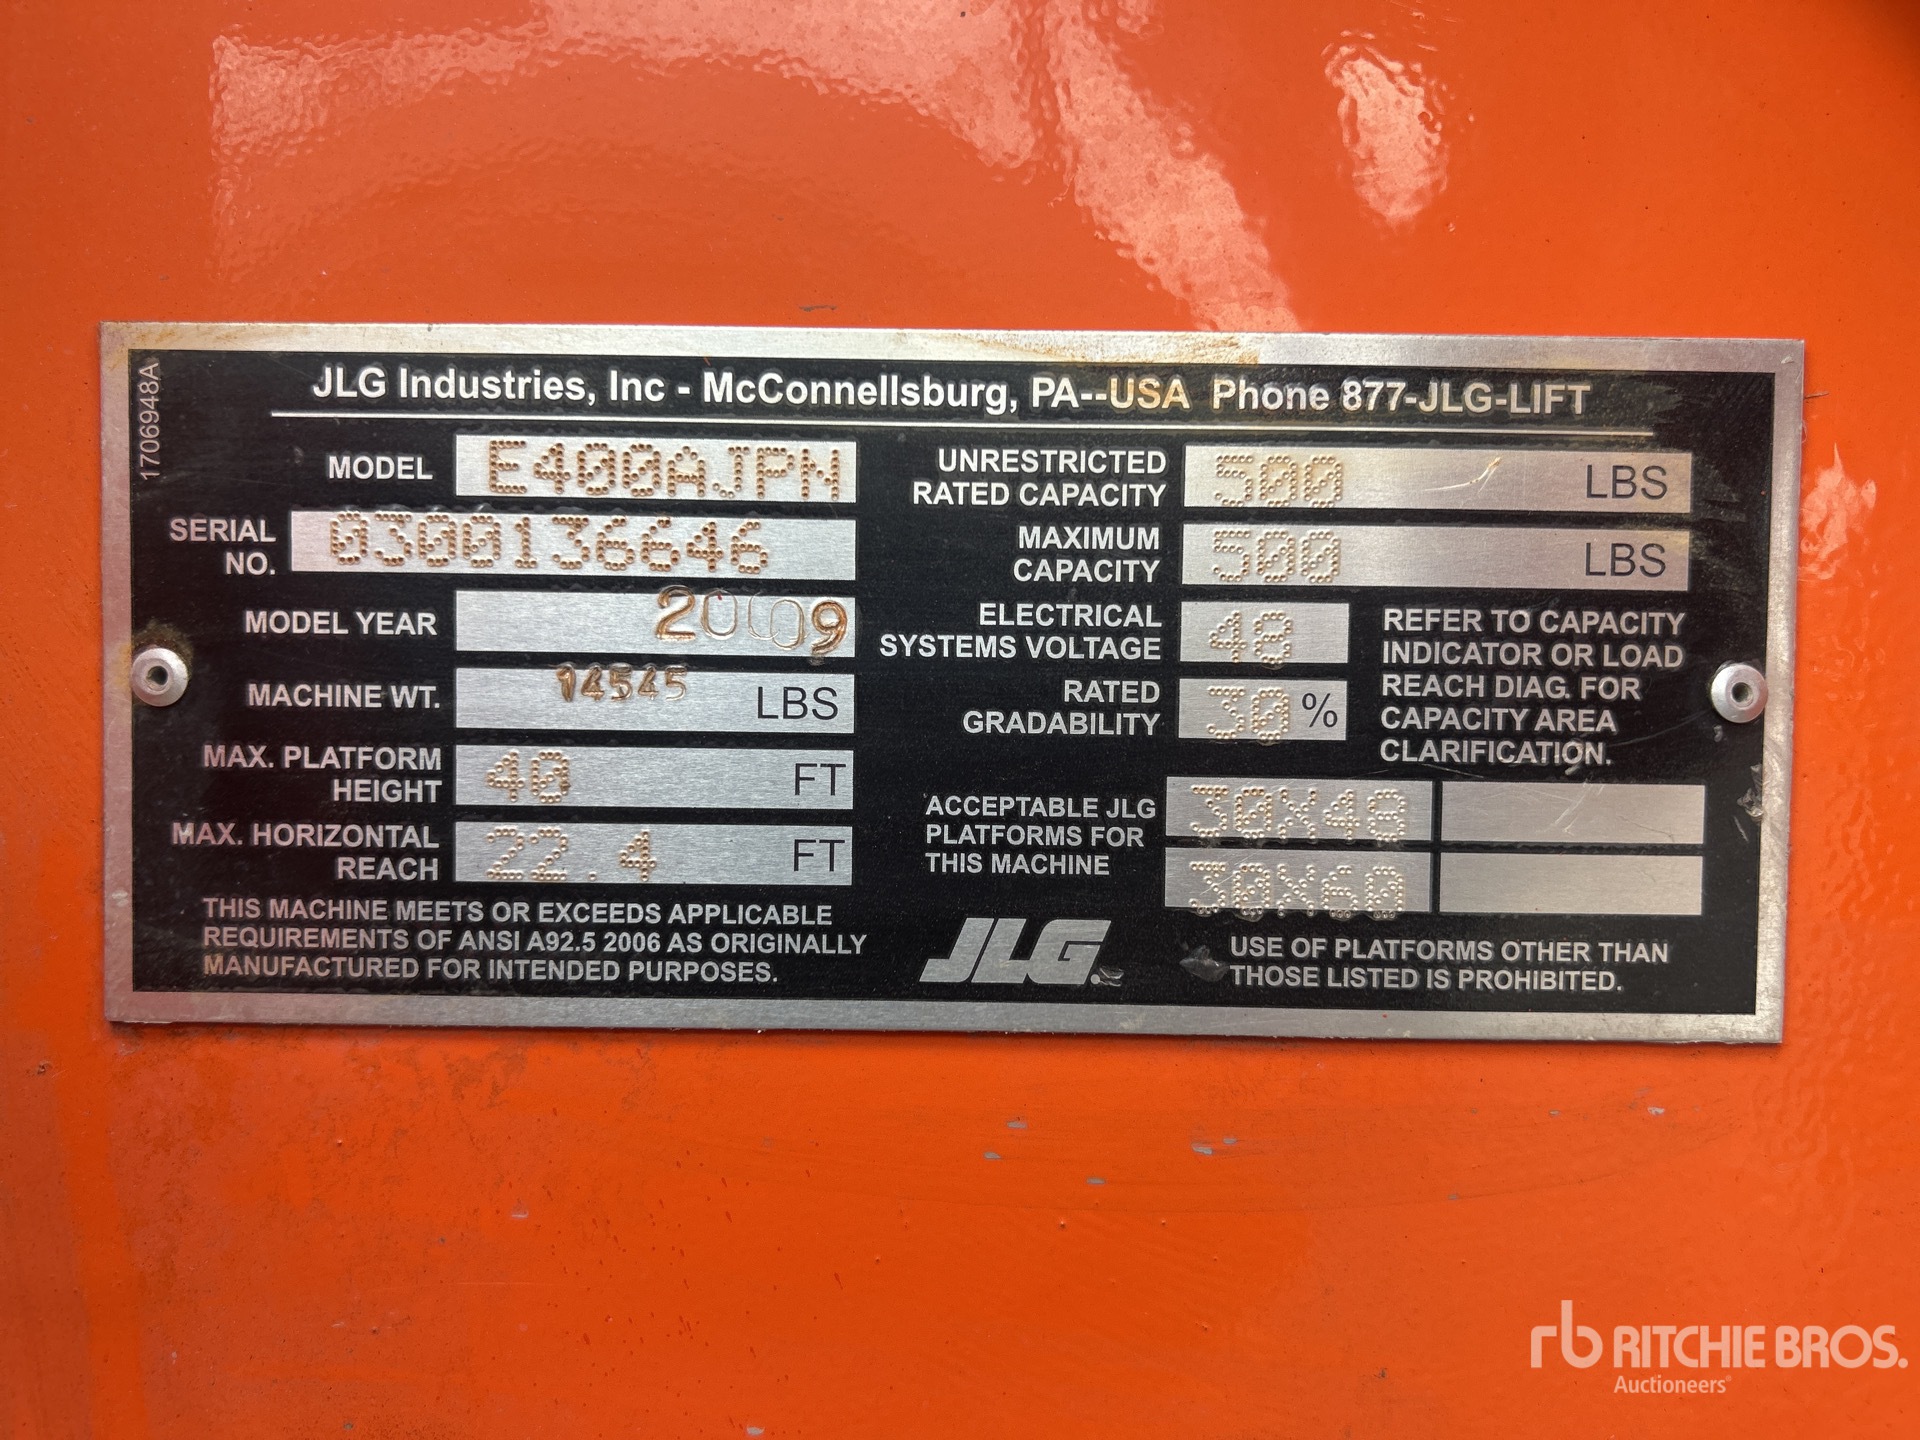 1706948A
JLG Industries, Inc - McConnellsburg, PA--USA Phone 877-JLG-LIFT
MODEL E400AJPN
SERIAL NO. 0300136646
MODEL YEAR 2009
MACHINE WT. 14545 LBS
MAX. PLATFORM HEIGHT 40 FT
MAX. HORIZONTAL REACH 22.4 FT
THIS MACHINE MEETS OR EXCEEDS APPLICABLE
REQUIREMENTS OF ANSI A92.5 2006 AS ORIGINALLY
MANUFACTURED FOR INTENDED PURPOSES.
UNRESTRICTED RATED CAPACITY 500 LBS
MAXIMUM CAPACITY 500 LBS
ELECTRICAL SYSTEMS VOLTAGE 48
RATED GRADABILITY 30 %
REFER TO CAPACITY
INDICATOR OR LOAD
REACH DIAG. FOR
CAPACITY AREA
CLARIFICATION.
ACCEPTABLE JLG
PLATFORMS FOR
THIS MACHINE
30X48
30X60
JLG
USE OF PLATFORMS OTHER THAN
THOSE LISTED IS PROHIBITED.
rb RITCHIE BROS.
Auctioneers